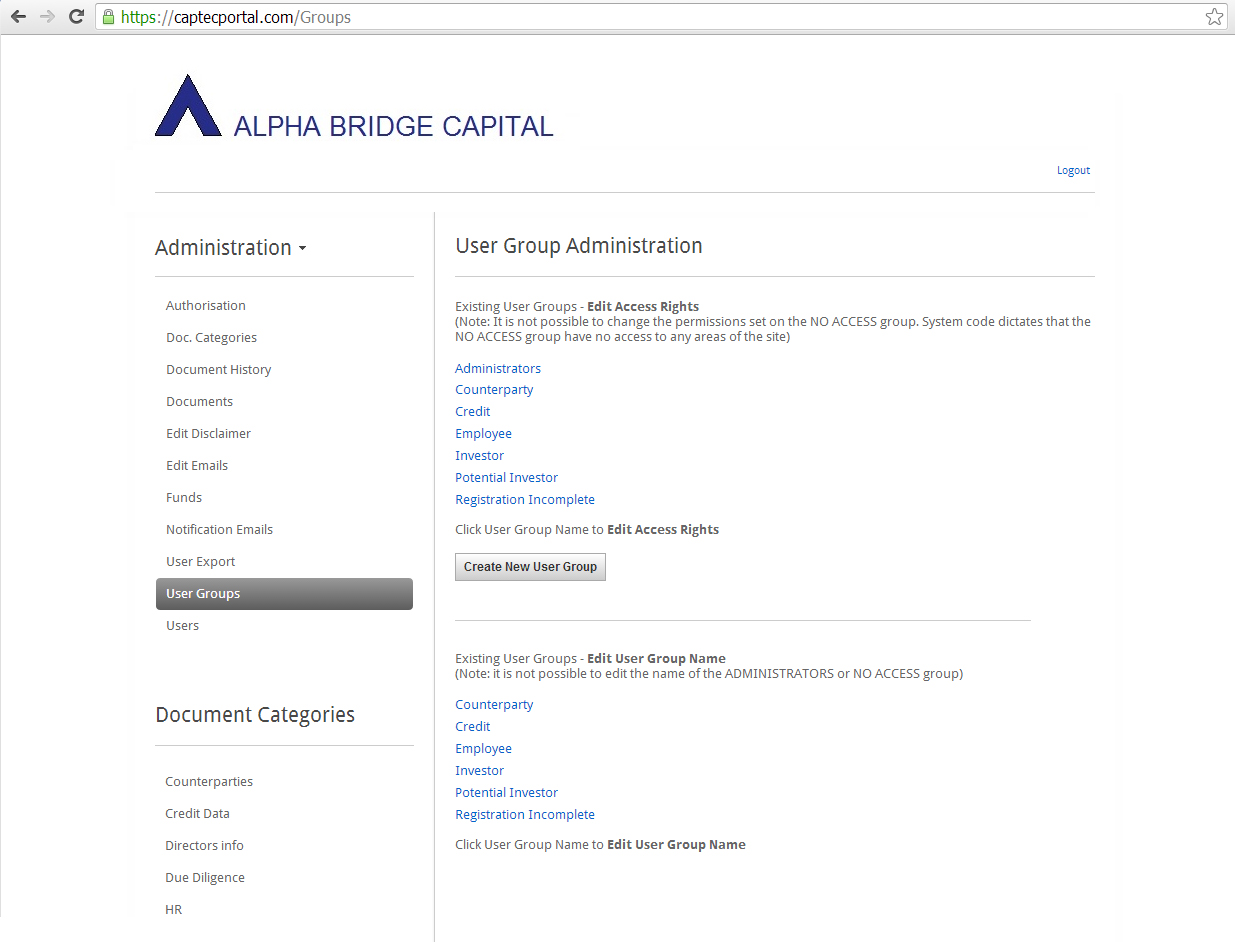 https://captecportal.com/Groups
ALPHA BRIDGE CAPITAL
Logout
Administration
Authorisation
Doc. Categories
Document History
Documents
Edit Disclaimer
Edit Emails
Funds
Notification Emails
User Export
User Groups
Users
Document Categories
Counterparties
Credit Data
Directors info
Due Diligence
HR
User Group Administration
Existing User Groups - Edit Access Rights
(Note: It is not possible to change the permissions set on the NO ACCESS group. System code dictates that the
NO ACCESS group have no access to any areas of the site)
Administrators
Counterparty
Credit
Employee
Investor
Potential Investor
Registration Incomplete
Click User Group Name to Edit Access Rights
Create New User Group
Existing User Groups - Edit User Group Name
(Note: it is not possible to edit the name of the ADMINISTRATORS or NO ACCESS group)
Counterparty
Credit
Employee
Investor
Potential Investor
Registration Incomplete
Click User Group Name to Edit User Group Name